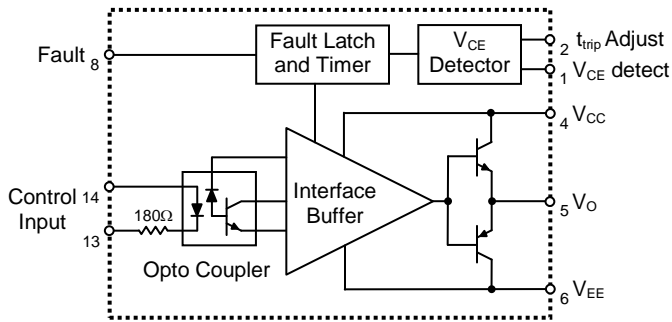 Fault 8
Fault Latch
and Timer
V_CE
Detector
2 t_trip Adjust
1 V_CE detect
4 V_CC
Control 14
Input
13
180Ω
Opto Coupler
Interface
Buffer
5 V_O
6 V_EE